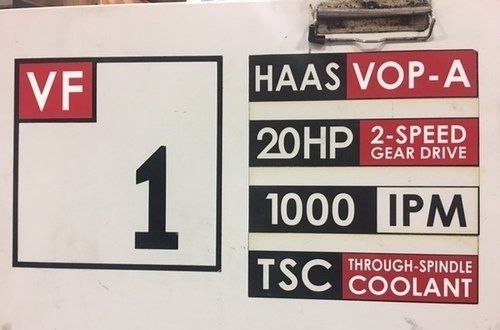 VF
1
HAAS VOP-A
20HP 2-SPEED
GEAR DRIVE
1000 IPM
TSC THROUGH-SPINDLE
COOLANT